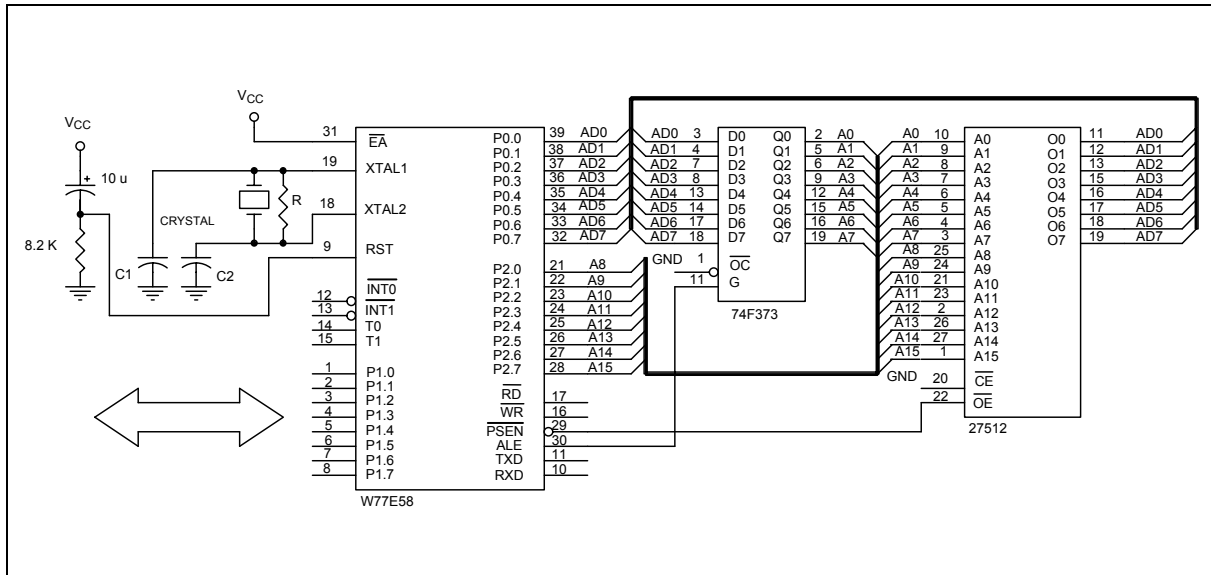 VCC
VCC
10 u
8.2 K
CRYSTAL
R
C1
C2
31 EA
19 XTAL1
18 XTAL2
9 RST
12 INT0
13 INT1
14 T0
15 T1
1 P1.0
2 P1.1
3 P1.2
4 P1.3
5 P1.4
6 P1.5
7 P1.6
8 P1.7
P0.0 39 AD0
P0.1 38 AD1
P0.2 37 AD2
P0.3 36 AD3
P0.4 35 AD4
P0.5 34 AD5
P0.6 33 AD6
P0.7 32 AD7
P2.0 21 A8
P2.1 22 A9
P2.2 23 A10
P2.3 24 A11
P2.4 25 A12
P2.5 26 A13
P2.6 27 A14
P2.7 28 A15
RD 17
WR 16
PSEN 29
ALE 30
TXD 11
RXD 10
W77E58
AD0 3 D0 Q0 2 A0
AD1 4 D1 Q1 5 A1
AD2 7 D2 Q2 6 A2
AD3 8 D3 Q3 9 A3
AD4 13 D4 Q4 12 A4
AD5 14 D5 Q5 15 A5
AD6 17 D6 Q6 16 A6
AD7 18 D7 Q7 19 A7
GND 1 OC
11 G
74F373
A0 10 A0 O0 11 AD0
A1 9 A1 O1 12 AD1
A2 8 A2 O2 13 AD2
A3 7 A3 O3 15 AD3
A4 6 A4 O4 16 AD4
A5 5 A5 O5 17 AD5
A6 4 A6 O6 18 AD6
A7 3 A7 O7 19 AD7
A8 25 A8
A9 24 A9
A10 21 A10
A11 23 A11
A12 2 A12
A13 26 A13
A14 27 A14
A15 1 A15
GND 20 CE
22 OE
27512